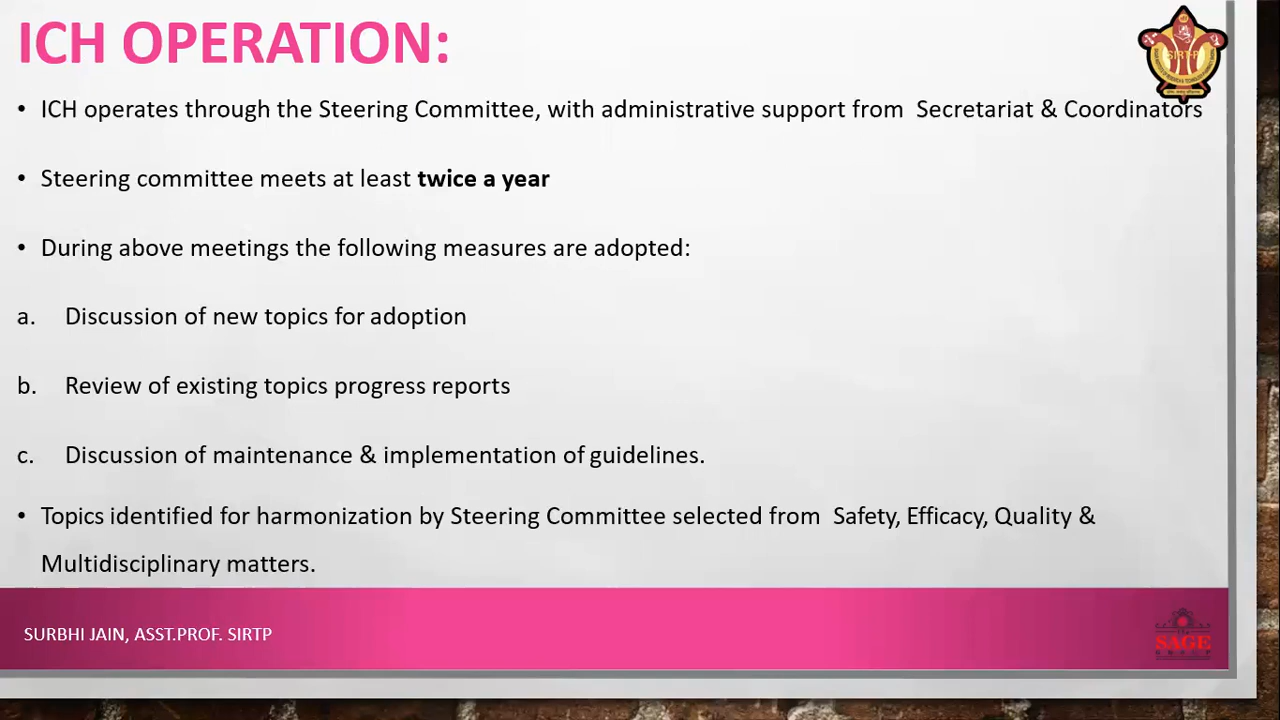 ICH OPERATION:
SIRT-P
• ICH operates through the Steering Committee, with administrative support from Secretariat & Coordinators
• Steering committee meets at least twice a year
• During above meetings the following measures are adopted:
a. Discussion of new topics for adoption
b. Review of existing topics progress reports
c. Discussion of maintenance & implementation of guidelines.
• Topics identified for harmonization by Steering Committee selected from Safety, Efficacy, Quality &
Multidisciplinary matters.
SURBHI JAIN, ASST.PROF. SIRTP
SAGE
GROUP